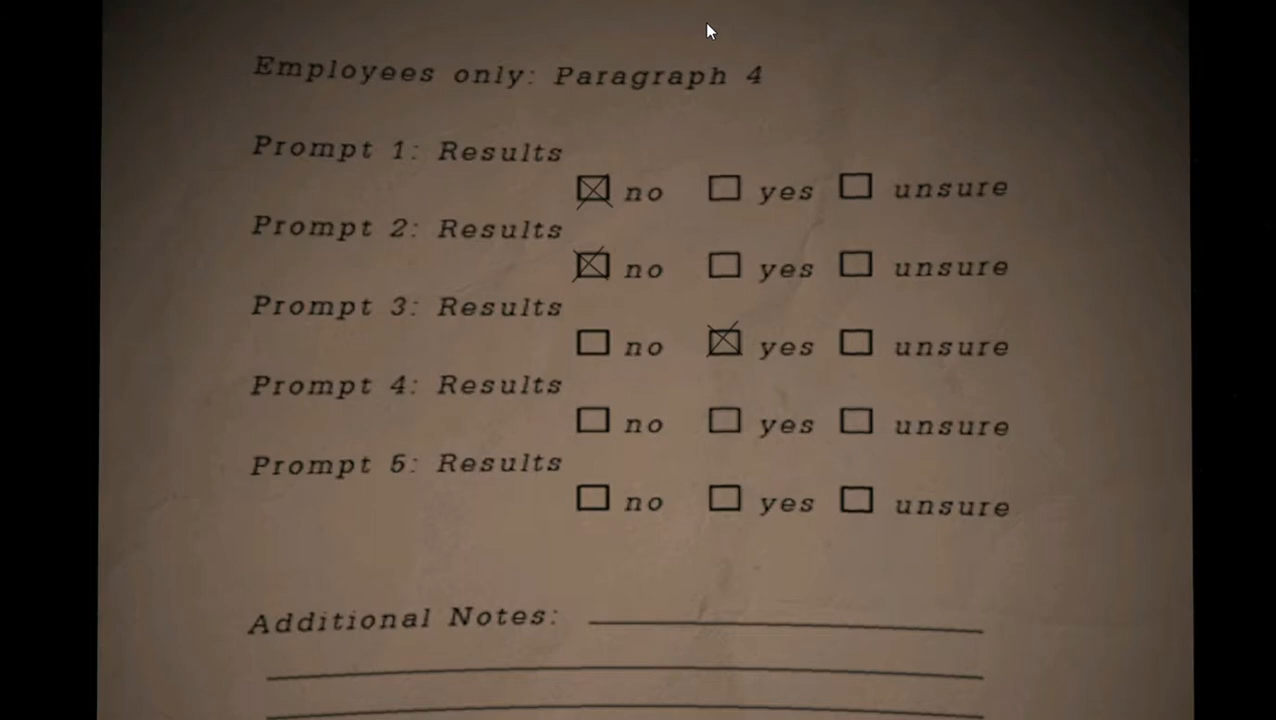 Employees only: Paragraph 4
Prompt 1: Results
no yes unsure
Prompt 2: Results
no yes unsure
Prompt 3: Results
no yes unsure
Prompt 4: Results
no yes unsure
Prompt 5: Results
no yes unsure
Additional Notes: